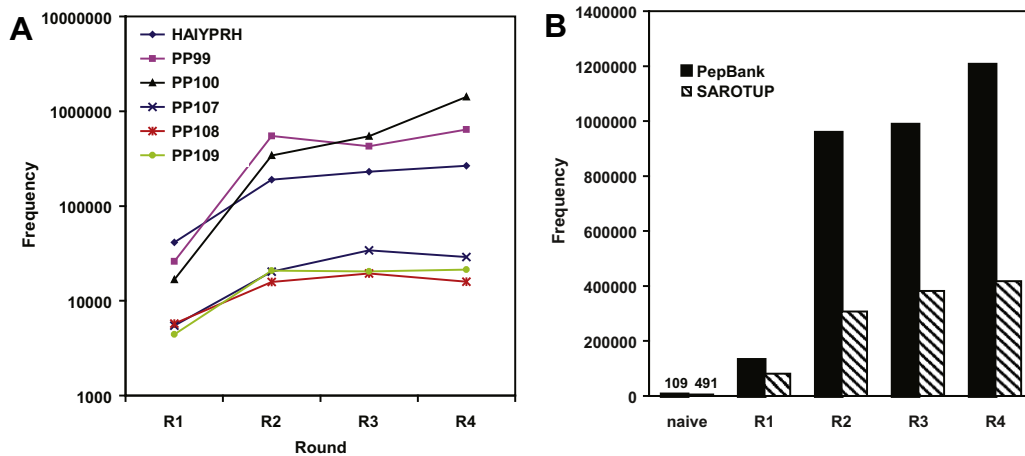 A
10000000
1000000
100000
10000
1000
Frequency
HAIYPRH
PP99
PP100
PP107
PP108
PP109
R1 R2 R3 R4
Round
B
1400000
1200000
1000000
800000
600000
400000
200000
0
Frequency
PepBank
SAROTUP
109 491
naive R1 R2 R3 R4